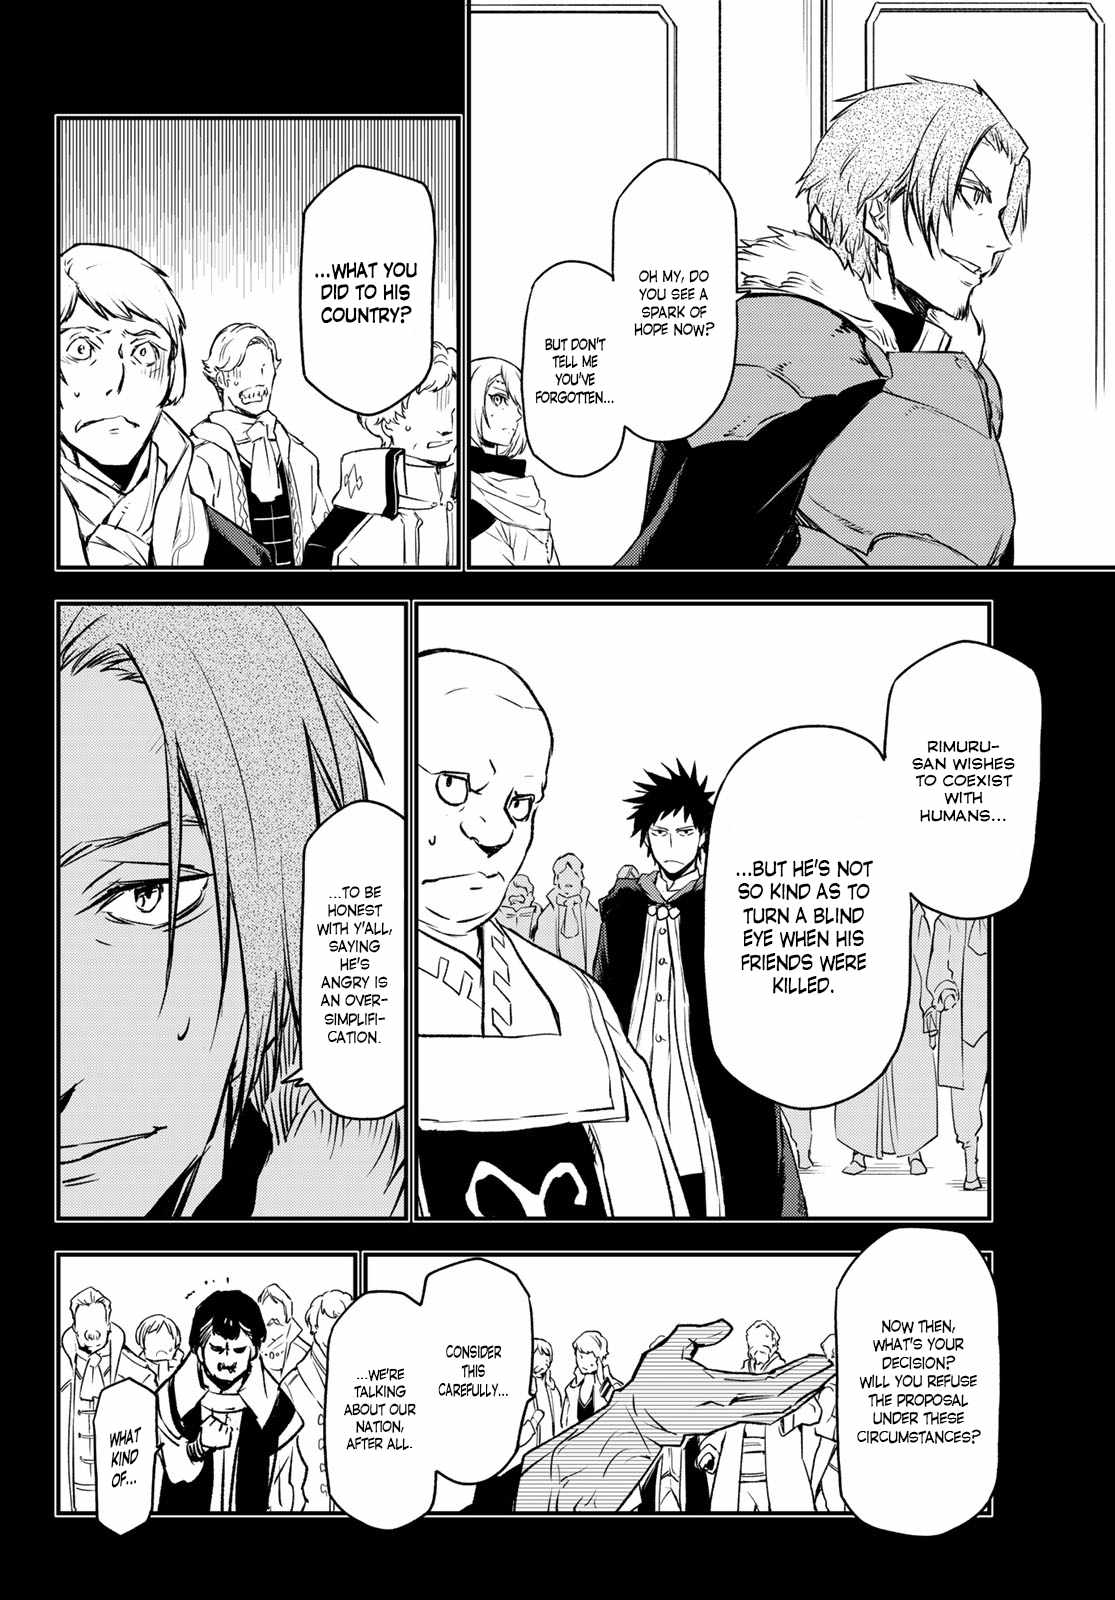 OH MY, DO
YOU SEE A
SPARK OF
HOPE NOW?
BUT DON'T
TELL ME
YOU'VE
FORGOTTEN...
...WHAT YOU
DID TO HIS
COUNTRY?
RIMURU-
SAN WISHES
TO COEXIST
WITH
HUMANS...
...BUT HE'S NOT
SO KIND AS TO
TURN A BLIND
EYE WHEN HIS
FRIENDS WERE
KILLED.
...TO BE
HONEST
WITH Y'ALL,
SAYING
HE'S
ANGRY IS
AN OVER-
SIMPLIFI-
CATION.
NOW THEN,
WHAT'S YOUR
DECISION?
WILL YOU REFUSE
THE PROPOSAL
UNDER THESE
CIRCUMSTANCES?
CONSIDER
THIS
CAREFULLY...
...WE'RE
TALKING
ABOUT OUR
NATION,
AFTER ALL.
WHAT
KIND
OF...